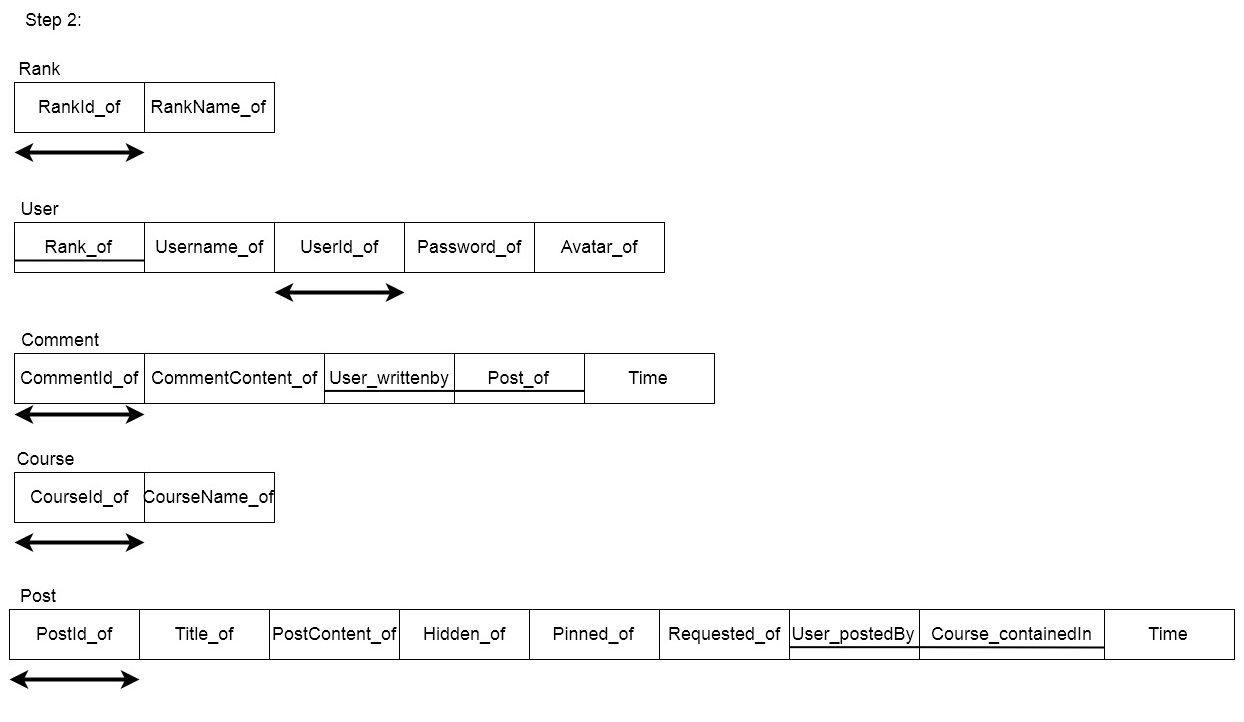 Step 2:
Rank
RankId_of RankName_of
User
Rank_of Username_of UserId_of Password_of Avatar_of
Comment
CommentId_of CommentContent_of User_writtenby Post_of Time
Course
CourseId_of CourseName_of
Post
PostId_of Title_of PostContent_of Hidden_of Pinned_of Requested_of User_postedBy Course_containedIn Time